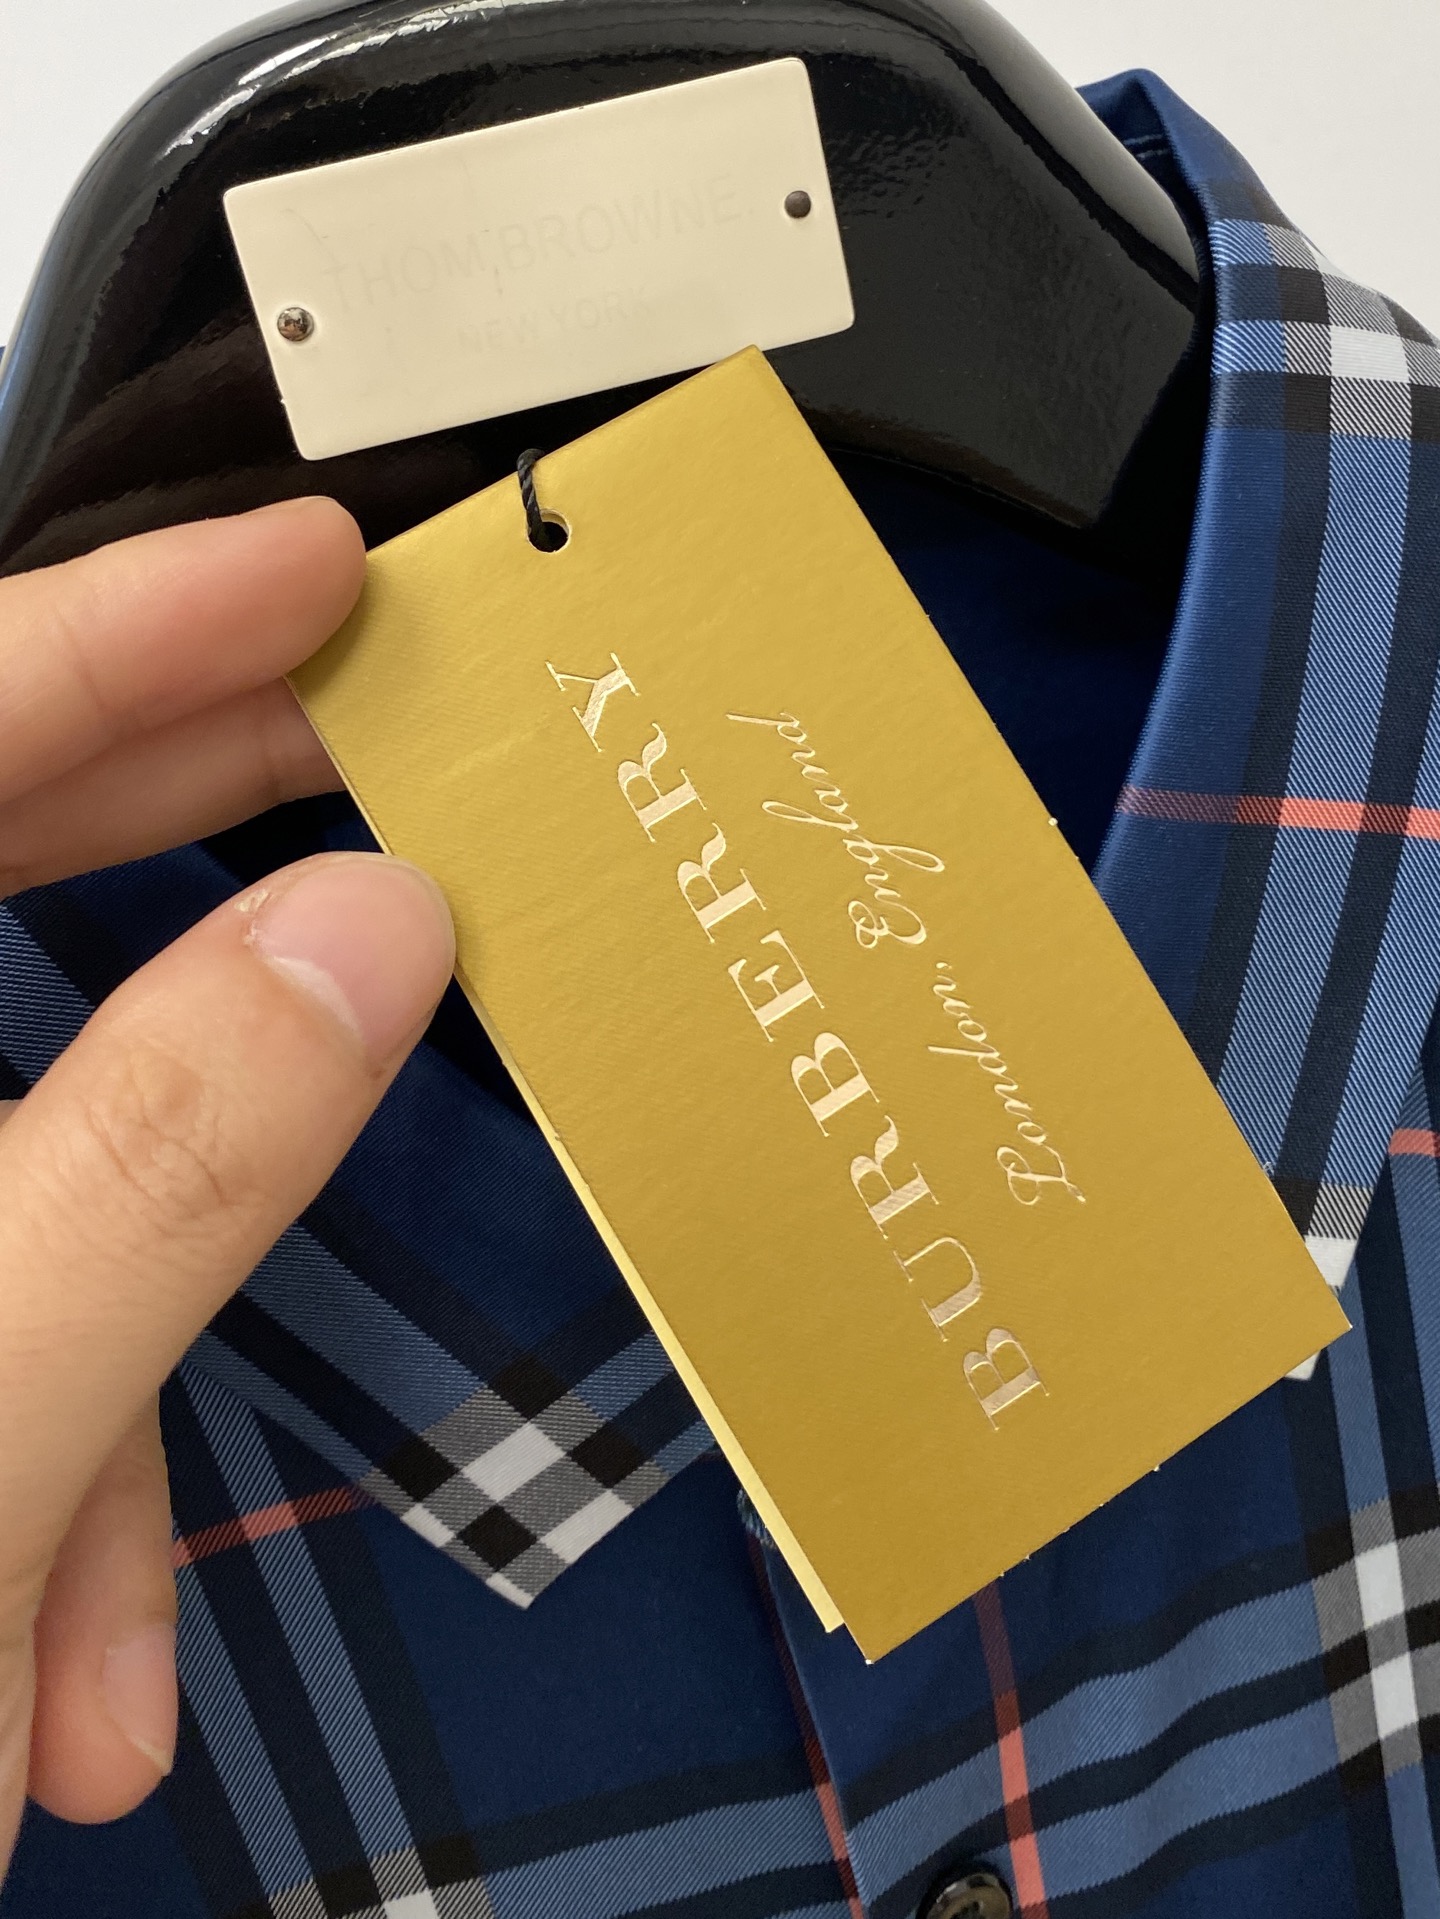 THOM BROWNE.
NEW YORK
BURBERRY
London, England